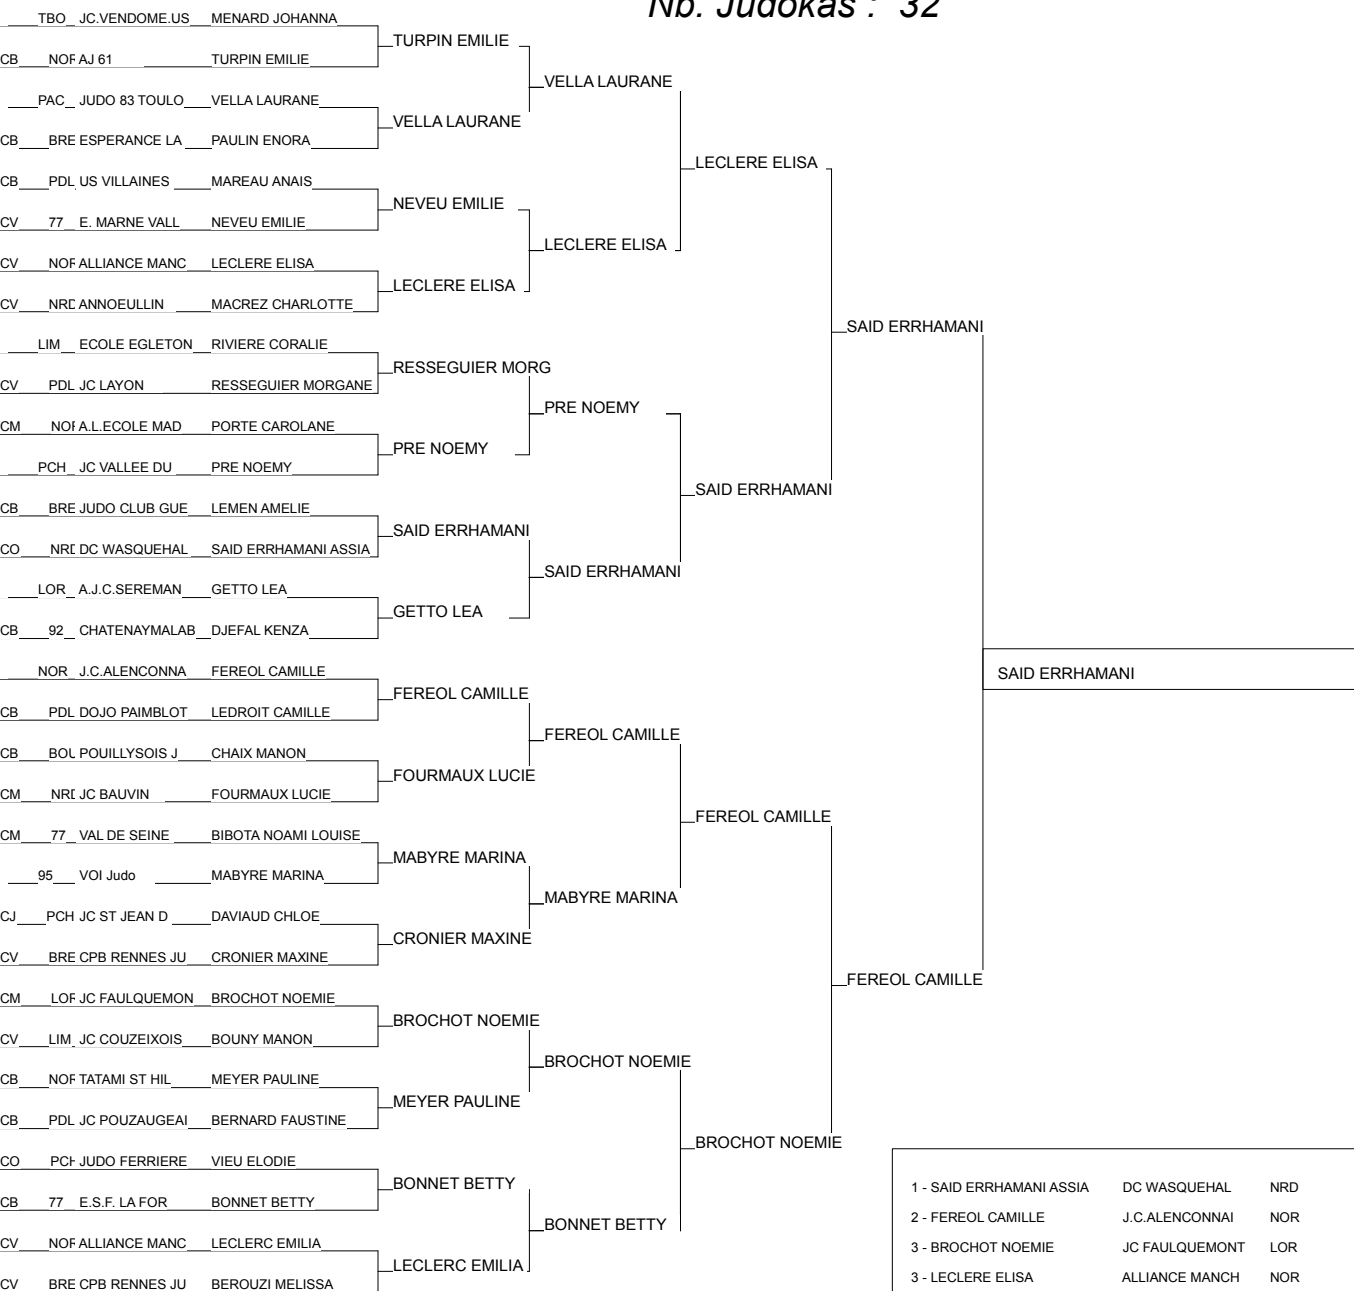 Nb. Judokas : 32
TBO JC.VENDOME.US MENARD JOHANNA
TURPIN EMILIE
CB NOR AJ 61 TURPIN EMILIE
VELLA LAURANE
PAC JUDO 83 TOULO VELLA LAURANE
VELLA LAURANE
CB BRE ESPERANCE LA PAULIN ENORA
LECLERE ELISA
CB PDL US VILLAINES MAREAU ANAIS
NEVEU EMILIE
CV 77 E. MARNE VALL NEVEU EMILIE
LECLERE ELISA
CV NOR ALLIANCE MANC LECLERE ELISA
LECLERE ELISA
CV NRD ANNOEULLIN MACREZ CHARLOTTE
SAID ERRHAMANI
LIM ECOLE EGLETON RIVIERE CORALIE
RESSEGUIER MORG
CV PDL JC LAYON RESSEGUIER MORGANE
PRE NOEMY
CM NOR A.L.ECOLE MAD PORTE CAROLANE
PRE NOEMY
PCH JC VALLEE DU PRE NOEMY
SAID ERRHAMANI
CB BRE JUDO CLUB GUE LEMEN AMELIE
SAID ERRHAMANI
CO NRD DC WASQUEHAL SAID ERRHAMANI ASSIA
SAID ERRHAMANI
LOR A.J.C.SEREMAN GETTO LEA
GETTO LEA
CB 92 CHATENAYMALAB DJEFAL KENZA
SAID ERRHAMANI
NOR J.C.ALENCONNA FEREOL CAMILLE
FEREOL CAMILLE
CB PDL DOJO PAIMBLOT LEDROIT CAMILLE
FEREOL CAMILLE
CB BOU POUILLYSOIS J CHAIX MANON
FOURMAUX LUCIE
CM NRD JC BAUVIN FOURMAUX LUCIE
FEREOL CAMILLE
CM 77 VAL DE SEINE BIBOTA NOAMI LOUISE
MABYRE MARINA
95 VOI Judo MABYRE MARINA
MABYRE MARINA
CJ PCH JC ST JEAN D DAVIAUD CHLOE
CRONIER MAXINE
CV BRE CPB RENNES JU CRONIER MAXINE
FEREOL CAMILLE
CM LOR JC FAULQUEMON BROCHOT NOEMIE
BROCHOT NOEMIE
CV LIM JC COUZEIXOIS BOUNY MANON
BROCHOT NOEMIE
CB NOR TATAMI ST HIL MEYER PAULINE
MEYER PAULINE
CB PDL JC POUZAUGEAI BERNARD FAUSTINE
BROCHOT NOEMIE
CO PCH JUDO FERRIERE VIEU ELODIE
BONNET BETTY
CB 77 E.S.F. LA FOR BONNET BETTY
BONNET BETTY
CV NOR ALLIANCE MANC LECLERC EMILIA
LECLERC EMILIA
CV BRE CPB RENNES JU BEROUZI MELISSA
1 - SAID ERRHAMANI ASSIA DC WASQUEHAL NRD
2 - FEREOL CAMILLE J.C.ALENCONNAI NOR
3 - BROCHOT NOEMIE JC FAULQUEMONT LOR
3 - LECLERE ELISA ALLIANCE MANCH NOR